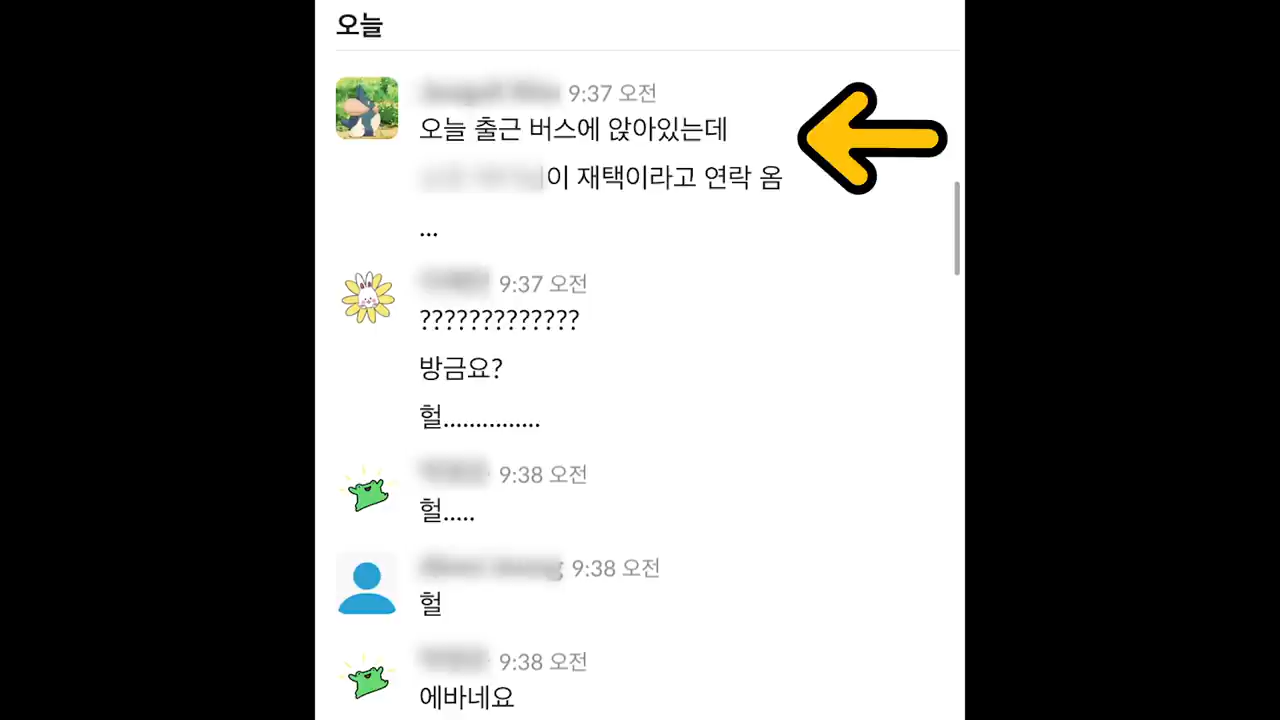 오늘
9:37 오전
오늘 출근 버스에 앉아있는데
이 재택이라고 연락 옴
...
9:37 오전
?????????????
방금요?
헐...............
9:38 오전
헐.....
9:38 오전
헐
9:38 오전
에바네요